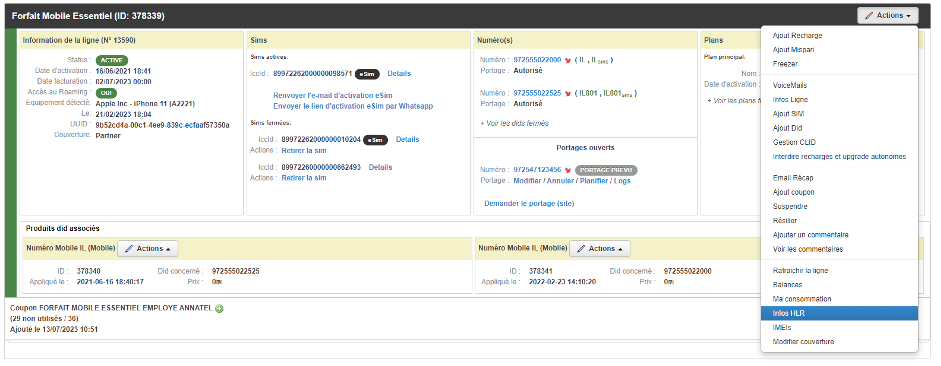 Forfait Mobile Essentiel (ID: 378339)
Actions
Information de la ligne (N° 13590)
Status : ACTIVE
Date d'activation : 16/06/2021 18:41
Date facturation : 02/07/2023 00:00
Accès au Roaming : OUI
Equipement détecté: Apple Inc - iPhone 11 (A2221)
Le: 21/02/2023 18:04
UUID : 9b52cd4a-00c1-4ee9-839c-ecfaaf57350a
Couverture: Partner
Sims
Sims actives:
Iccid : 89972262000000098571 eSim Details
Renvoyer l'e-mail d'activation eSim
Envoyer le lien d'activation eSim par Whatsapp
Sims fermées:
Iccid : 89972262000000010204 eSim Details
Actions : Retirer la sim
Iccid : 8997226000000662493 Details
Actions : Retirer la sim
Numéro(s)
Numéro : 972555022000 ( IL , ILsms )
Portage : Autorisé
Numéro : 972555022525 ( IL801 , IL801sms )
Portage : Autorisé
+ Voir les dids fermés
Portages ouverts
Numéro : 972547123456 PORTAGE PREVU
Portage : Modifier / Annuler / Planifier / Logs
Demander le portage (site)
Plans
Plan principal:
Nom :
Date d'activation :
+ Voir les plans f
Ajout Recharge
Ajout Mispari
Freezer
VoiceMails
Infos Ligne
Ajout SIM
Ajout Did
Gestion CLID
Interdire recharges et upgrade autonomes
Email Récap
Ajout coupon
Suspendre
Résilier
Ajouter un commentaire
Voir les commentaires
Rafraichir la ligne
Balances
Ma consommation
Infos HLR
IMEIs
Modifier couverture
Produits did associés
Numéro Mobile IL (Mobile) Actions
ID : 378340 Did concerné : 972555022525
Appliqué le : 2021-06-16 18:40:17 Prix : 0₪
Numéro Mobile IL (Mobile) Actions
ID : 378341 Did concerné : 972555022000
Appliqué le : 2022-02-23 14:10:20 Prix : 0₪
Coupon FORFAIT MOBILE ESSENTIEL EMPLOYE ANNATEL
(29 non utilisés / 36)
Ajouté le 13/07/2023 10:51